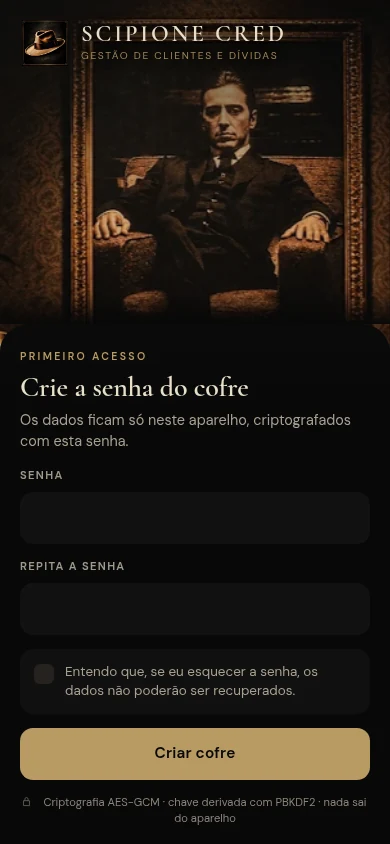 SCIPIONE CRED
GESTÃO DE CLIENTES E DÍVIDAS
PRIMEIRO ACESSO
Crie a senha do cofre
Os dados ficam só neste aparelho, criptografados
com esta senha.
SENHA
REPITA A SENHA
Entendo que, se eu esquecer a senha, os
dados não poderão ser recuperados.
Criar cofre
Criptografia AES-GCM · chave derivada com PBKDF2 · nada sai
do aparelho